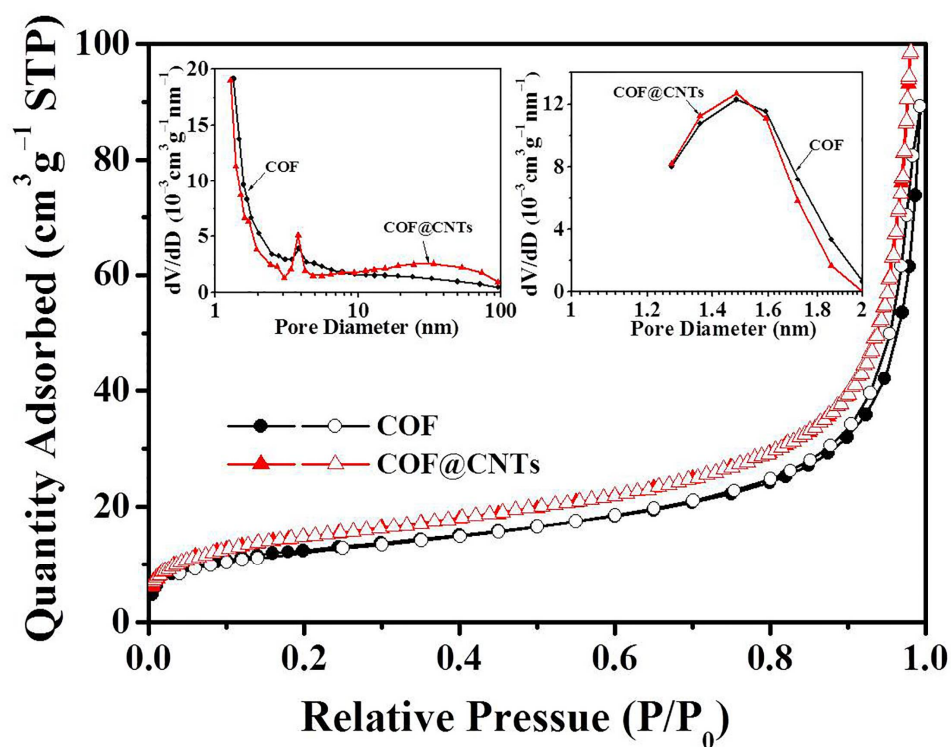 Quantity Adsorbed (cm³ g⁻¹ STP)
100
80
60
40
20
0
0.0 0.2 0.4 0.6 0.8 1.0
Relative Pressue (P/P₀)
COF
COF@CNTs
dV/dD (10⁻³ cm³ g⁻¹ nm⁻¹)
20
15
10
5
0
1 10 100
Pore Diameter (nm)
COF
COF@CNTs
dV/dD (10⁻³ cm³ g⁻¹ nm⁻¹)
12
8
4
0
1 1.2 1.4 1.6 1.8 2
Pore Diameter (nm)
COF@CNTs
COF